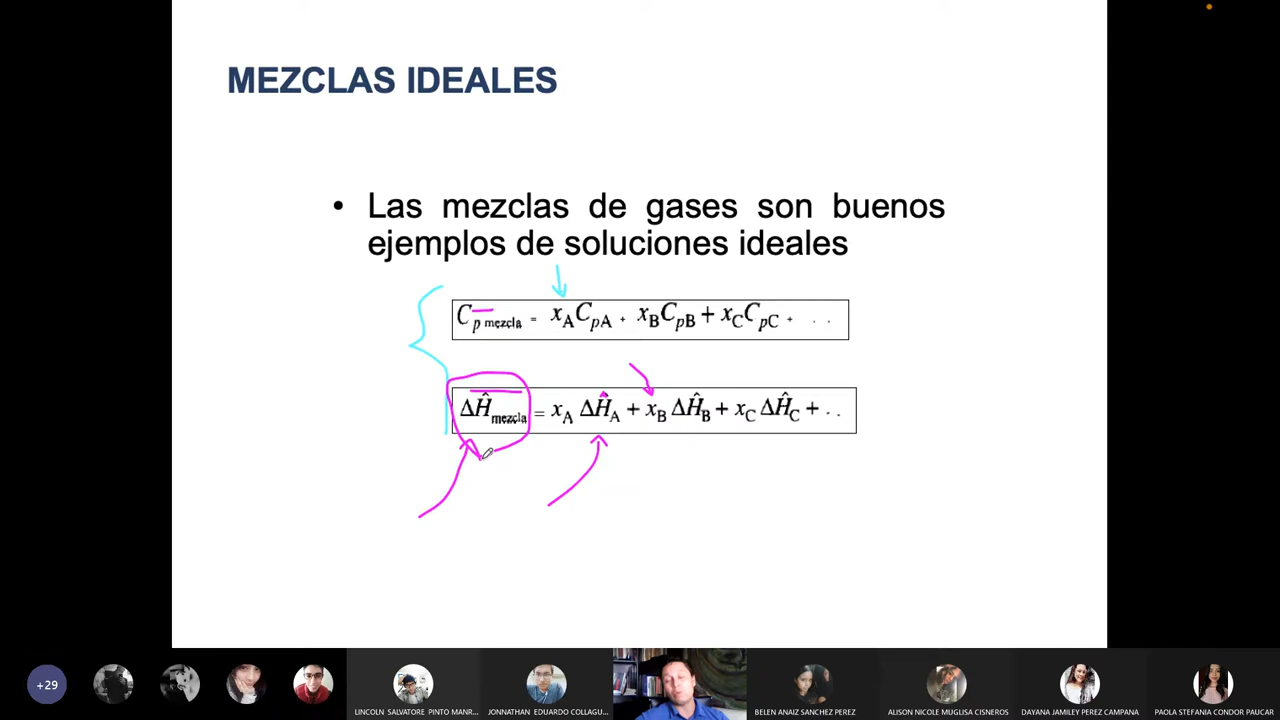 MEZCLAS IDEALES
• Las mezclas de gases son buenos
ejemplos de soluciones ideales
C_p mezcla = x_A C_pA + x_B C_pB + x_C C_pC + . .
ΔĤ_mezcla = x_A ΔĤ_A + x_B ΔĤ_B + x_C ΔĤ_C + . .
+29
LINCOLN SALVATORE PINTO MANR...
JONNATHAN EDUARDO COLLAGU...
BELEN ANAIZ SANCHEZ PEREZ
ALISON NICOLE MUGLISA CISNEROS
DAYANA JAMILEY PEREZ CAMPANA
PAOLA STEFANIA CONDOR PAUCAR